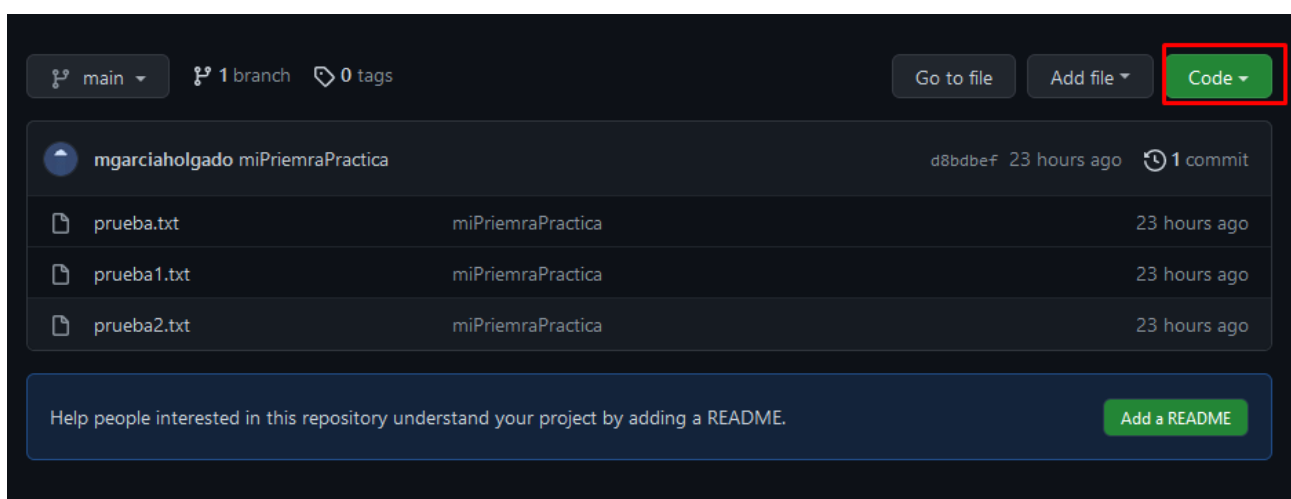 main 1 branch 0 tags Go to file Add file Code
mgarciaholgado miPriemraPractica d8bdbef 23 hours ago 1 commit
prueba.txt miPriemraPractica 23 hours ago
prueba1.txt miPriemraPractica 23 hours ago
prueba2.txt miPriemraPractica 23 hours ago
Help people interested in this repository understand your project by adding a README. Add a README